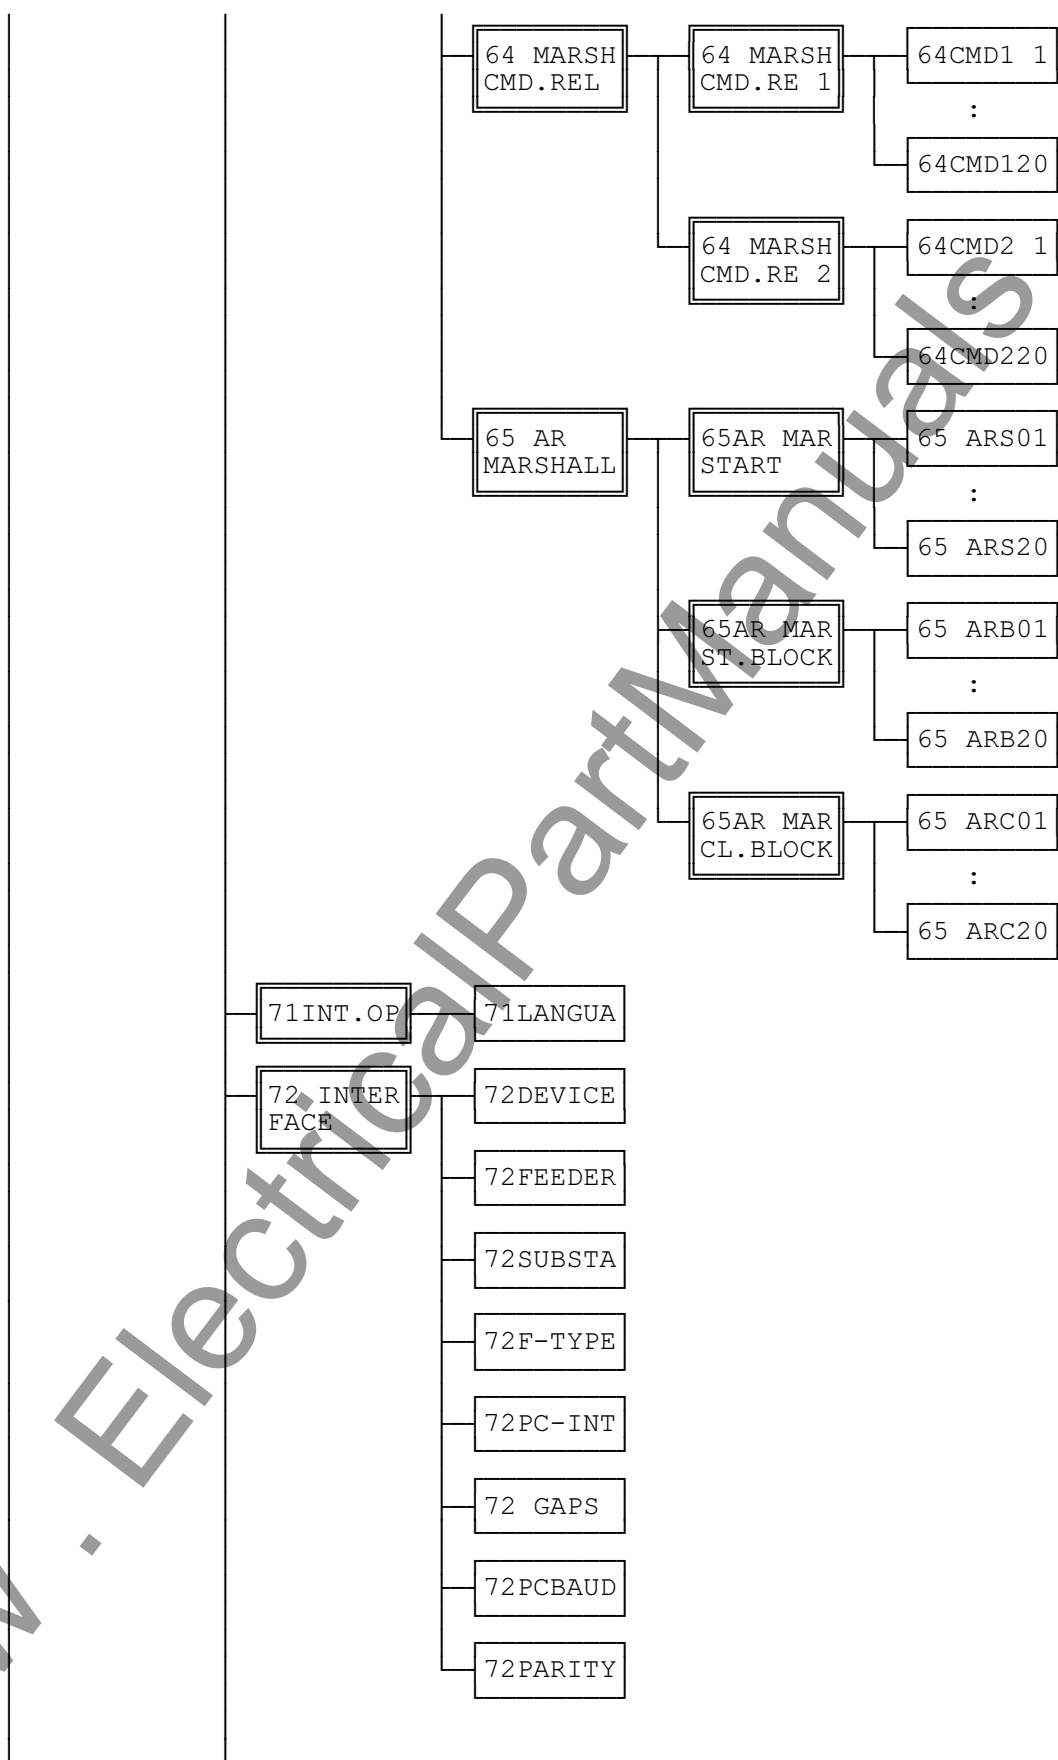 64 MARSH
CMD.REL
64 MARSH
CMD.RE 1
64CMD1 1
:
64CMD120
64 MARSH
CMD.RE 2
64CMD2 1
:
64CMD220
65 AR
MARSHALL
65AR MAR
START
65 ARS01
:
65 ARS20
65AR MAR
ST.BLOCK
65 ARB01
:
65 ARB20
65AR MAR
CL.BLOCK
65 ARC01
:
65 ARC20
71INT.OP
71LANGUA
72 INTER
FACE
72DEVICE
72FEEDER
72SUBSTA
72F-TYPE
72PC-INT
72 GAPS
72PCBAUD
72PARITY
w . ElectricalPartManuals